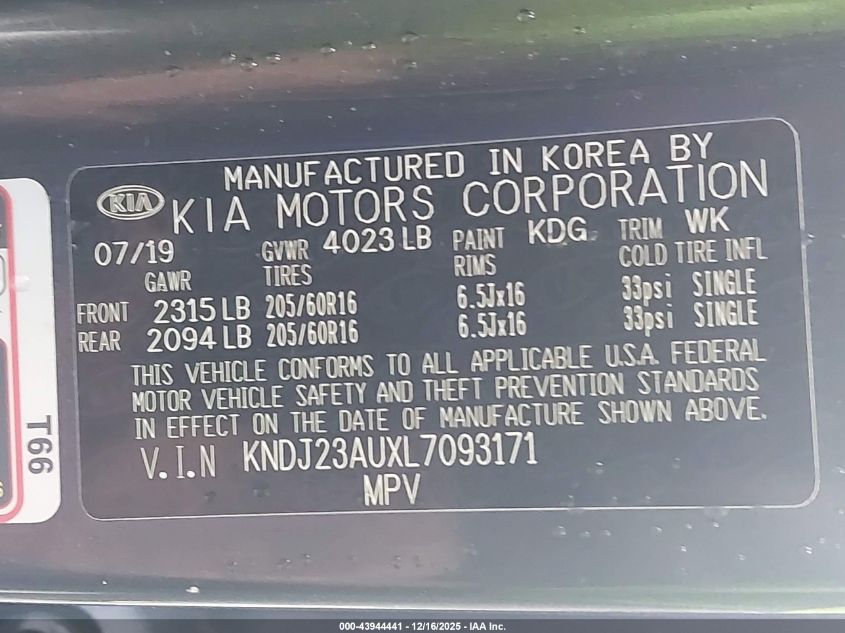 MANUFACTURED IN KOREA BY
KIA KIA MOTORS CORPORATION
07/19 GVWR 4023 LB PAINT KDG TRIM WK
GAWR TIRES RIMS COLD TIRE INFL
FRONT 2315 LB 205/60R16 6.5Jx16 33psi SINGLE
REAR 2094 LB 205/60R16 6.5Jx16 33psi SINGLE
THIS VEHICLE CONFORMS TO ALL APPLICABLE U.S.A. FEDERAL
MOTOR VEHICLE SAFETY AND THEFT PREVENTION STANDARDS
IN EFFECT ON THE DATE OF MANUFACTURE SHOWN ABOVE.
V.I.N KNDJ23AUXL7093171
MPV
T66
000-43944441 - 12/16/2025 - IAA Inc.